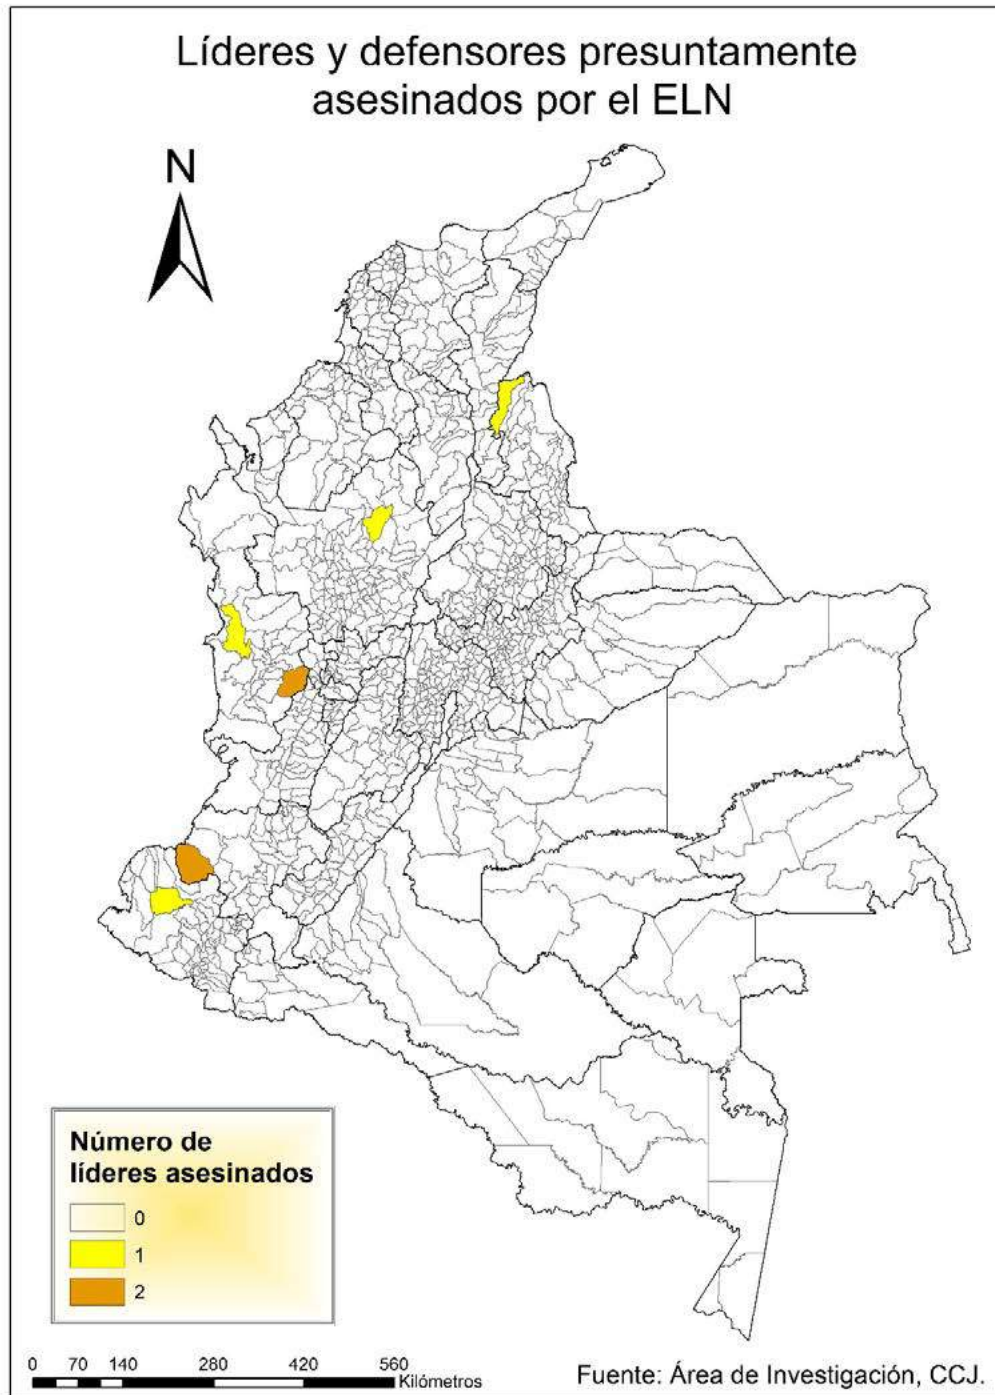 Líderes y defensores presuntamente
asesinados por el ELN
N
Número de
líderes asesinados
0
1
2
0 70 140 280 420 560
Kilómetros
Fuente: Área de Investigación, CCJ.